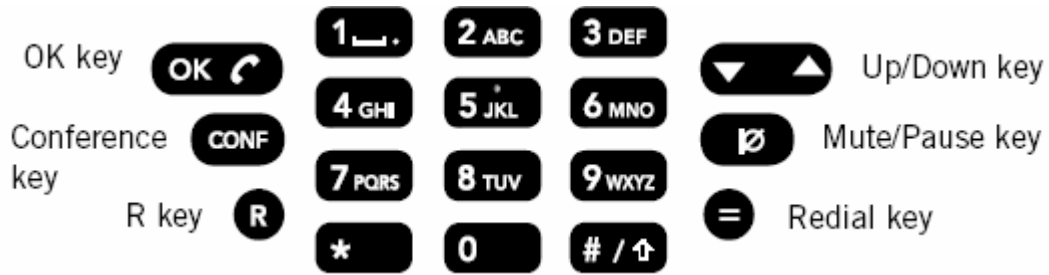 OK key
OK
Conference
key
CONF
R key
R
1 .
2 ABC
3 DEF
4 GHI
5 JKL
6 MNO
7 PQRS
8 TUV
9 WXYZ
*
0
# /
Up/Down key
Mute/Pause key
=
Redial key